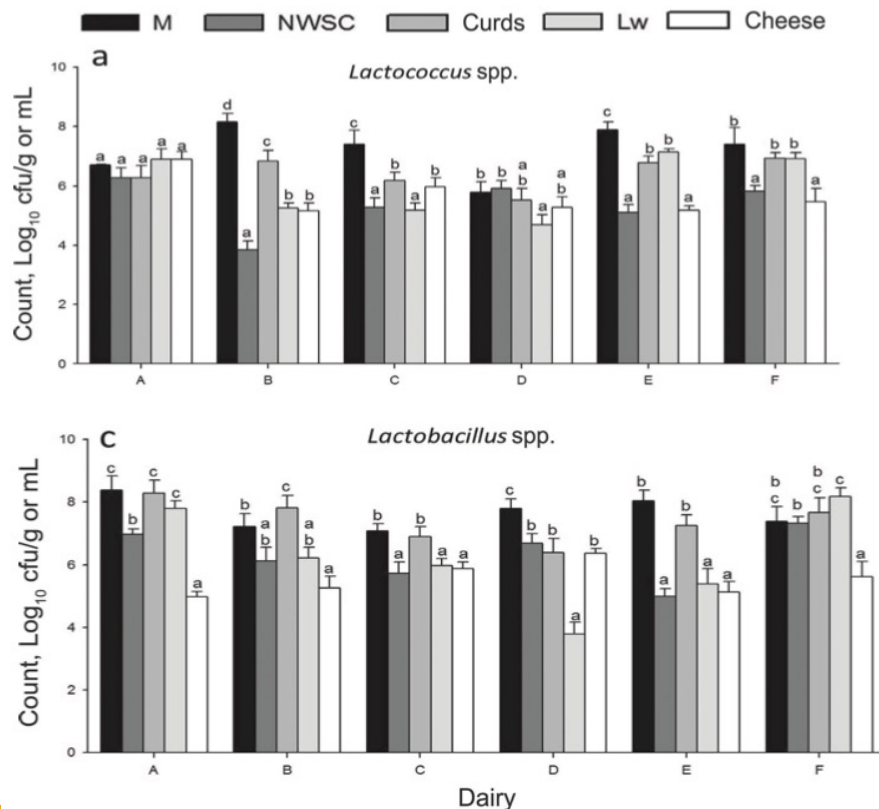 M NWSC Curds Lw Cheese
a
Lactococcus spp.
Count, Log₁₀ cfu/g or mL
10
8
6
4
2
0
a a a a a
d a c b b
c a b a b
b b a b a a b
c a b b a
b a b b a
A B C D E F
c
Lactobacillus spp.
Count, Log₁₀ cfu/g or mL
10
8
6
4
2
0
c b c c a
b a b c a b a
b a b a a
c b b a b
b a b a a
b c b b c c a
A B C D E F
Dairy